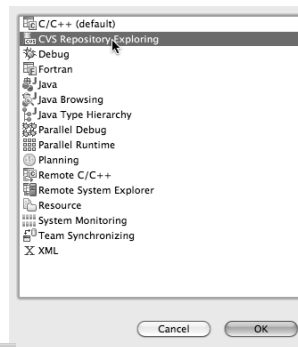 C/C++ (default)
CVS Repository Exploring
Debug
Fortran
Java
Java Browsing
Java Type Hierarchy
Parallel Debug
Parallel Runtime
Planning
Remote C/C++
Remote System Explorer
Resource
System Monitoring
Team Synchronizing
XML
Cancel OK